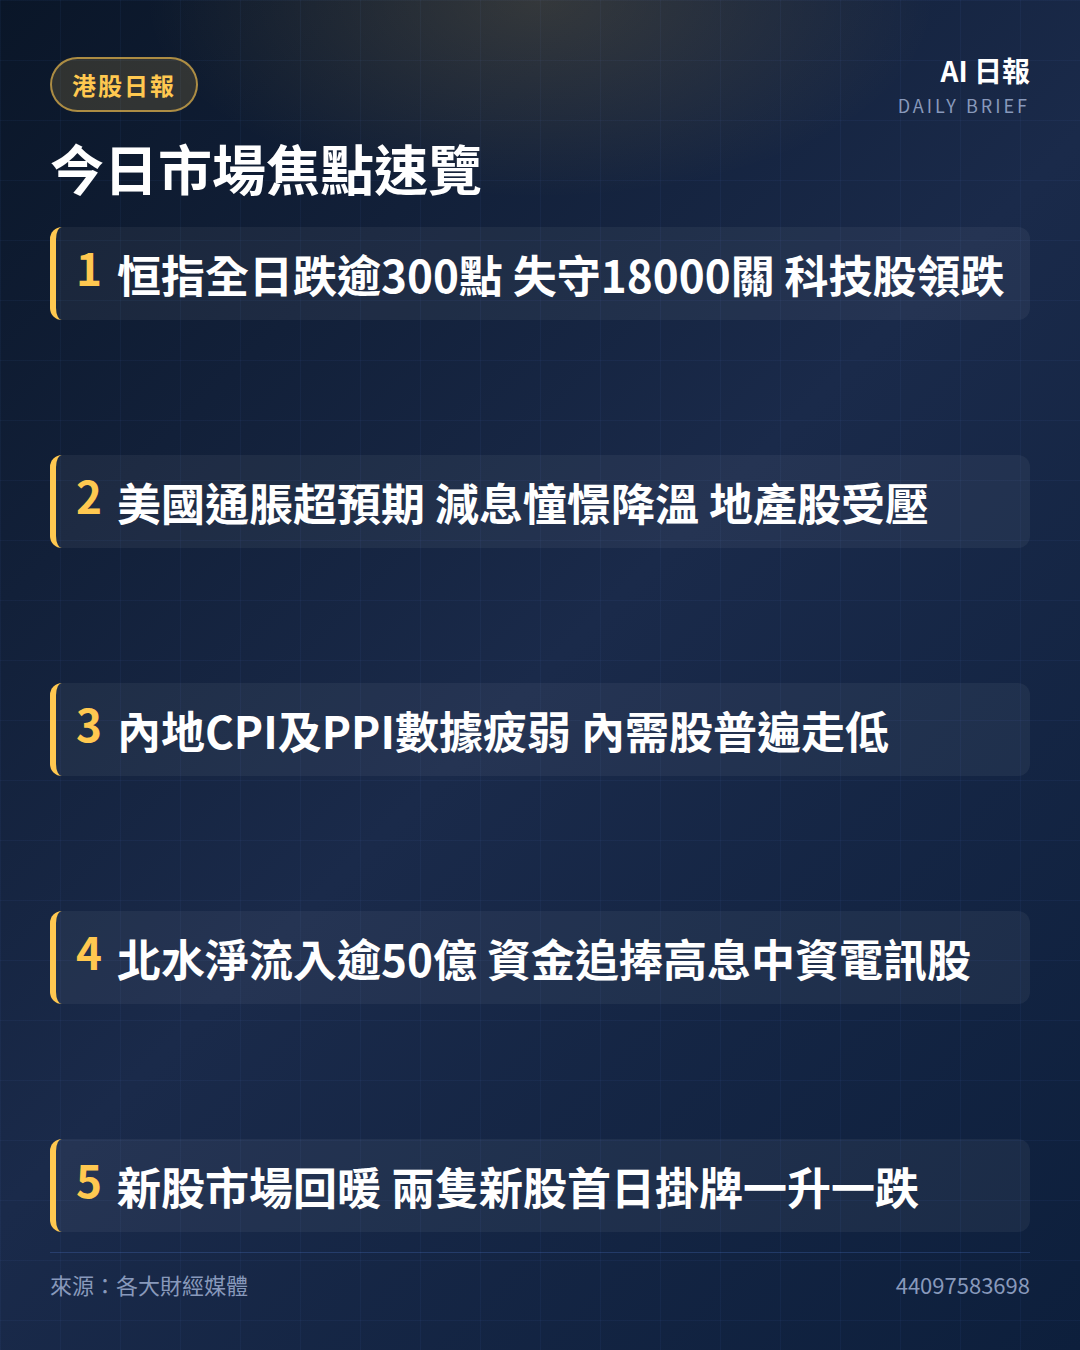 港股日報
AI 日報
DAILY BRIEF
今日市場焦點速覽
1 恒指全日跌逾300點 失守18000關 科技股領跌
2 美國通脹超預期 減息憧憬降溫 地產股受壓
3 內地CPI及PPI數據疲弱 內需股普遍走低
4 北水淨流入逾50億 資金追捧高息中資電訊股
5 新股市場回暖 兩隻新股首日掛牌一升一跌
來源：各大財經媒體
44097583698